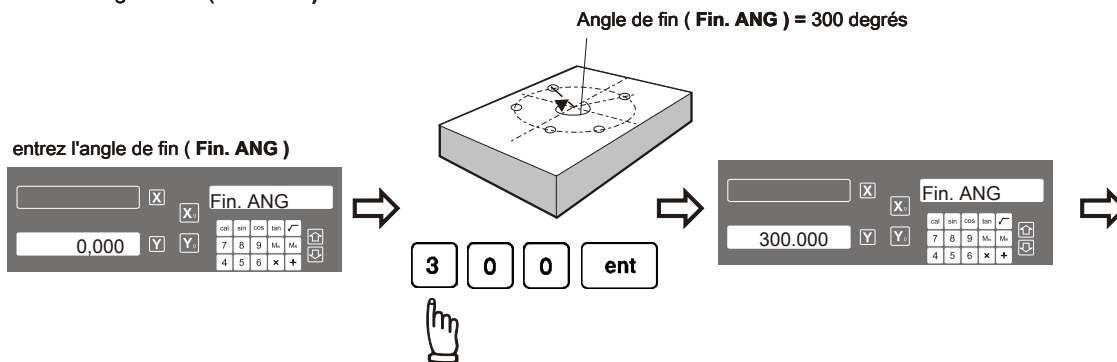 Angle de fin ( Fin. ANG ) = 300 degrés
entrez l'angle de fin ( Fin. ANG )
X
Fin. ANG
X₀
0,000
Y
Y₀
cal sin cos tan √
7 8 9
4 5 6 × +
3 0 0 ent
X
Fin. ANG
X₀
300.000
Y
Y₀
cal sin cos tan √
7 8 9
4 5 6 × +